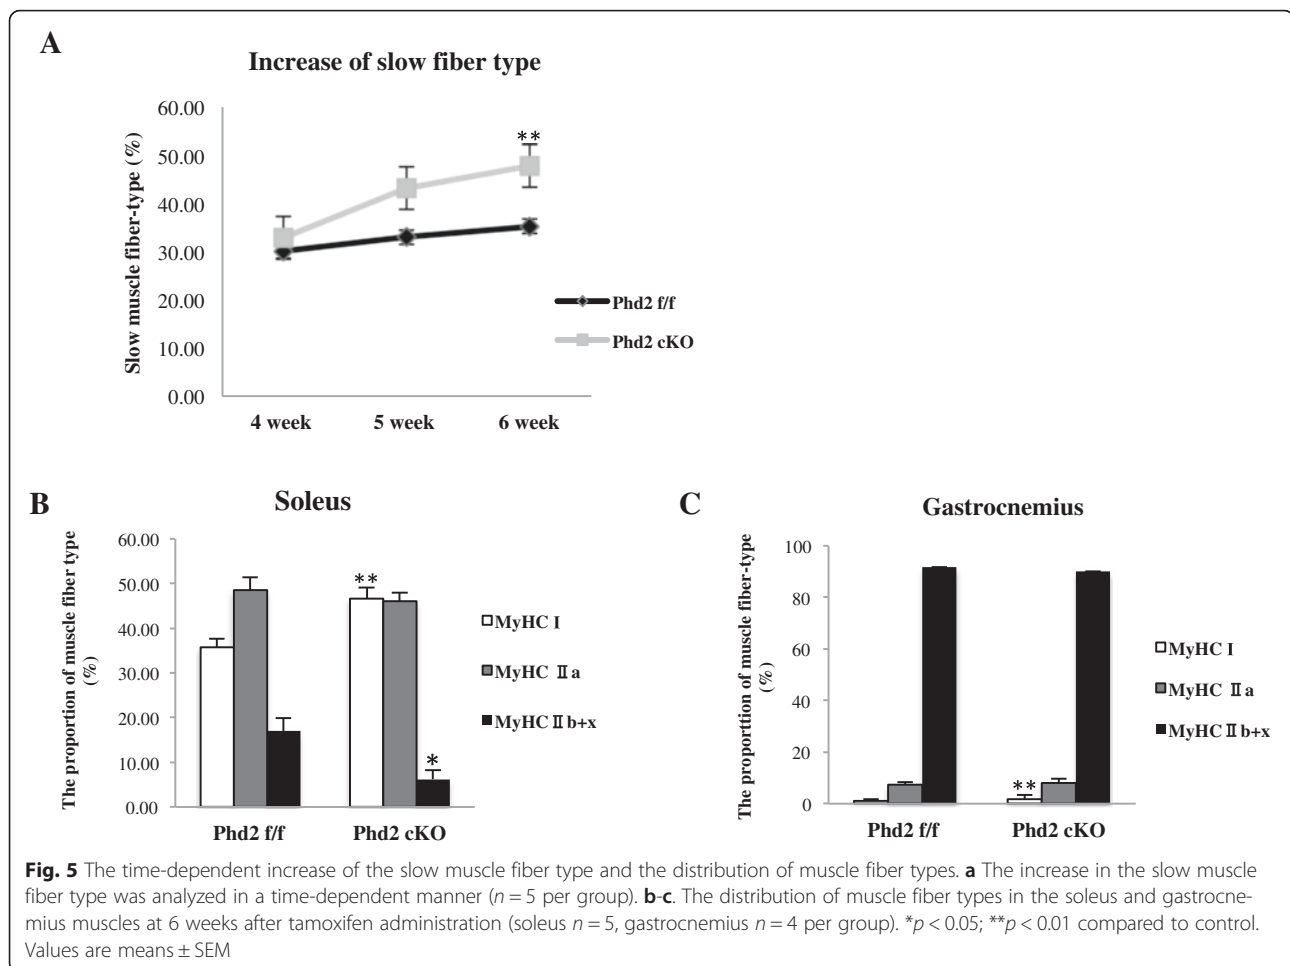 A
Increase of slow fiber type
Slow muscle fiber-type (%)
60.00
50.00
40.00
30.00
20.00
10.00
0.00
**
4 week
5 week
6 week
Phd2 f/f
Phd2 cKO
B
Soleus
The proportion of muscle fiber type
(%)
60.00
50.00
40.00
30.00
20.00
10.00
0.00
**
*
Phd2 f/f
Phd2 cKO
MyHC I
MyHC Ⅱ a
MyHC Ⅱ b+x
C
Gastrocnemius
The proportion of muscle fiber-type
(%)
100
80
60
40
20
0
**
Phd2 f/f
Phd2 cKO
MyHC I
MyHC Ⅱ a
MyHC Ⅱ b+x
Fig. 5 The time-dependent increase of the slow muscle fiber type and the distribution of muscle fiber types. a The increase in the slow muscle
fiber type was analyzed in a time-dependent manner (n = 5 per group). b-c. The distribution of muscle fiber types in the soleus and gastrocne-
mius muscles at 6 weeks after tamoxifen administration (soleus n = 5, gastrocnemius n = 4 per group). *p < 0.05; **p < 0.01 compared to control.
Values are means ± SEM